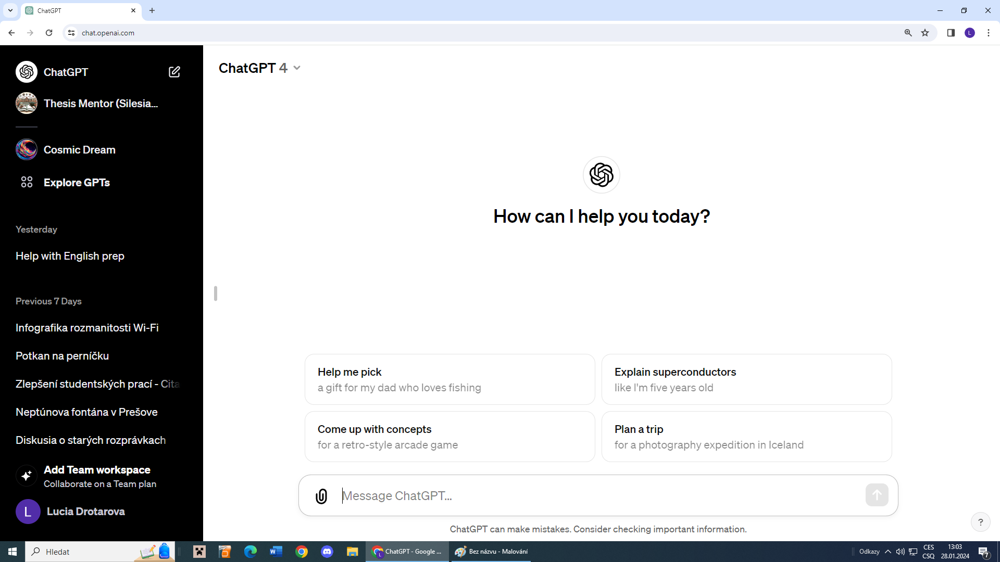 ChatGPT
chat.openai.com
L
ChatGPT
Thesis Mentor (Silesia...
Cosmic Dream
Explore GPTs
Yesterday
Help with English prep
Previous 7 Days
Infografika rozmanitosti Wi-Fi
Potkan na perníčku
Zlepšení studentských prací - Cita
Neptúnova fontána v Prešove
Diskusia o starých rozprávkach
Add Team workspace
Collaborate on a Team plan
L
Lucia Drotarova
ChatGPT 4
How can I help you today?
Help me pick
a gift for my dad who loves fishing
Explain superconductors
like I'm five years old
Come up with concepts
for a retro-style arcade game
Plan a trip
for a photography expedition in Iceland
Message ChatGPT...
ChatGPT can make mistakes. Consider checking important information.
?
Hledat
ChatGPT - Google ...
Bez názvu - Malování
Odkazy
CES
CSQ
13:03
28.01.2024
7